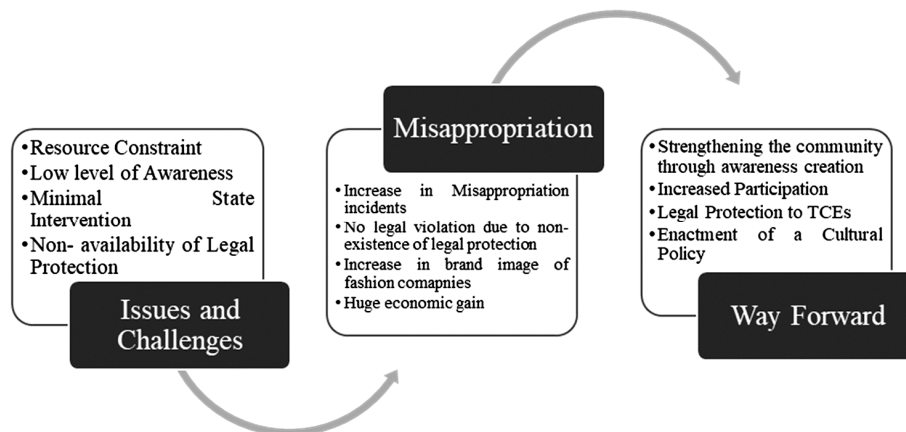 •Resource Constraint
•Low level of Awareness
•Minimal State
Intervention
•Non- availability of Legal
Protection
Issues and
Challenges
Misappropriation
•Increase in Misappropriation
incidents
•No legal violation due to non-
existence of legal protection
•Increase in brand image of
fashion comapnies
•Huge economic gain
•Strengthening the community
through awareness creation
•Increased Participation
•Legal Protection to TCEs
•Enactment of a Cultural
Policy
Way Forward